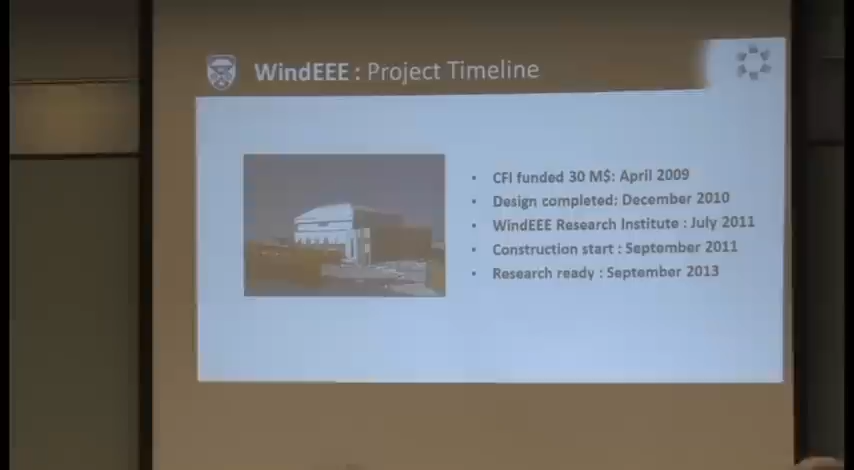 WindEEE : Project Timeline
• CFI funded 30 M$: April 2009
• Design completed: December 2010
• WindEEE Research Institute : July 2011
• Construction start : September 2011
• Research ready : September 2013